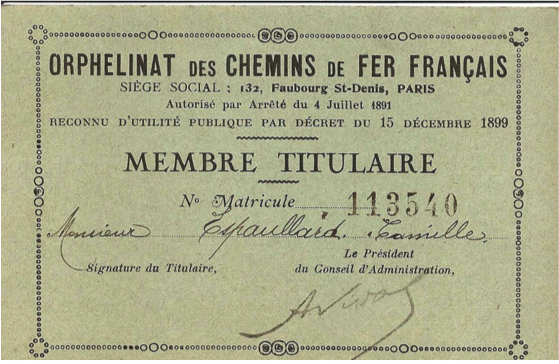 ORPHELINAT DES CHEMINS DE FER FRANÇAIS
SIÈGE SOCIAL : 132, Faubourg St-Denis, PARIS
Autorisé par Arrêté du 4 Juillet 1891
RECONNU D'UTILITÉ PUBLIQUE PAR DÉCRET DU 15 DÉCEMBRE 1899
MEMBRE TITULAIRE
No Matricule 113540
Monsieur Espaullard
Le Président
Signature du Titulaire, du Conseil d'Administration,